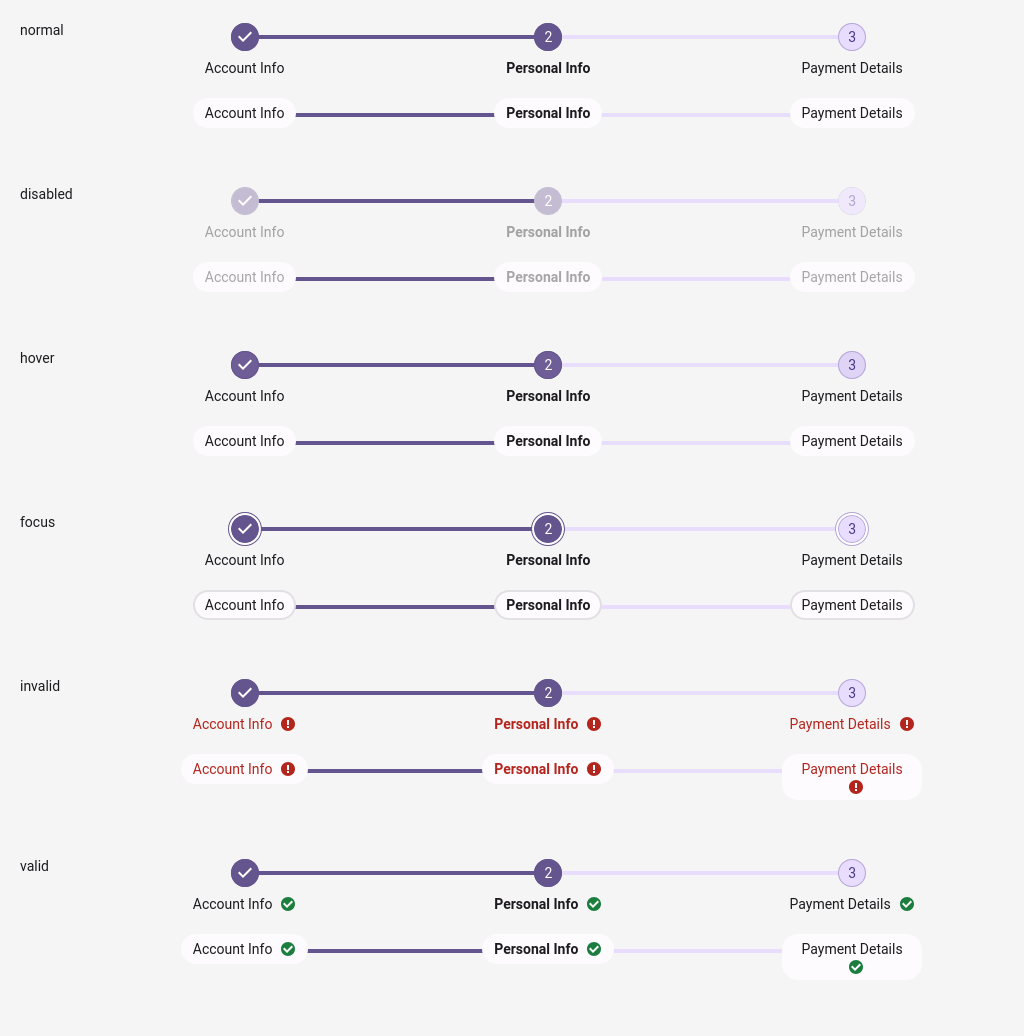 normal
2
3
Account Info Personal Info Payment Details
Account Info Personal Info Payment Details
disabled
2
3
Account Info Personal Info Payment Details
Account Info Personal Info Payment Details
hover
2
3
Account Info Personal Info Payment Details
Account Info Personal Info Payment Details
focus
2
3
Account Info Personal Info Payment Details
Account Info Personal Info Payment Details
invalid
2
3
Account Info Personal Info Payment Details
Account Info Personal Info Payment Details
valid
2
3
Account Info Personal Info Payment Details
Account Info Personal Info Payment Details